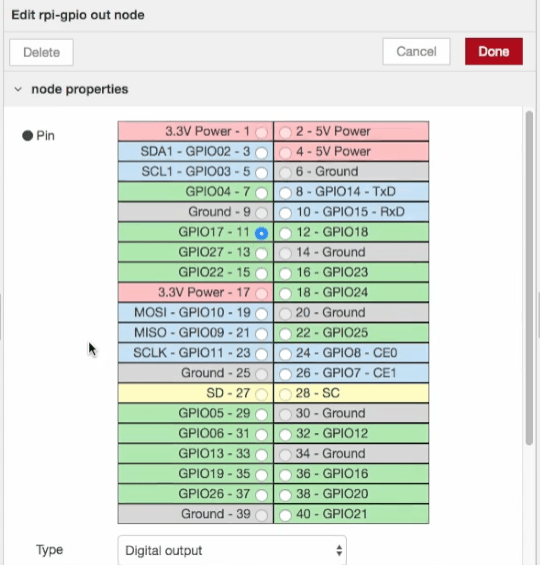 Edit rpi-gpio out node
Delete Cancel Done
node properties
Pin
3.3V Power - 1 2 - 5V Power
SDA1 - GPIO02 - 3 4 - 5V Power
SCL1 - GPIO03 - 5 6 - Ground
GPIO04 - 7 8 - GPIO14 - TxD
Ground - 9 10 - GPIO15 - RxD
GPIO17 - 11 12 - GPIO18
GPIO27 - 13 14 - Ground
GPIO22 - 15 16 - GPIO23
3.3V Power - 17 18 - GPIO24
MOSI - GPIO10 - 19 20 - Ground
MISO - GPIO09 - 21 22 - GPIO25
SCLK - GPIO11 - 23 24 - GPIO8 - CE0
Ground - 25 26 - GPIO7 - CE1
SD - 27 28 - SC
GPIO05 - 29 30 - Ground
GPIO06 - 31 32 - GPIO12
GPIO13 - 33 34 - Ground
GPIO19 - 35 36 - GPIO16
GPIO26 - 37 38 - GPIO20
Ground - 39 40 - GPIO21
Type Digital output